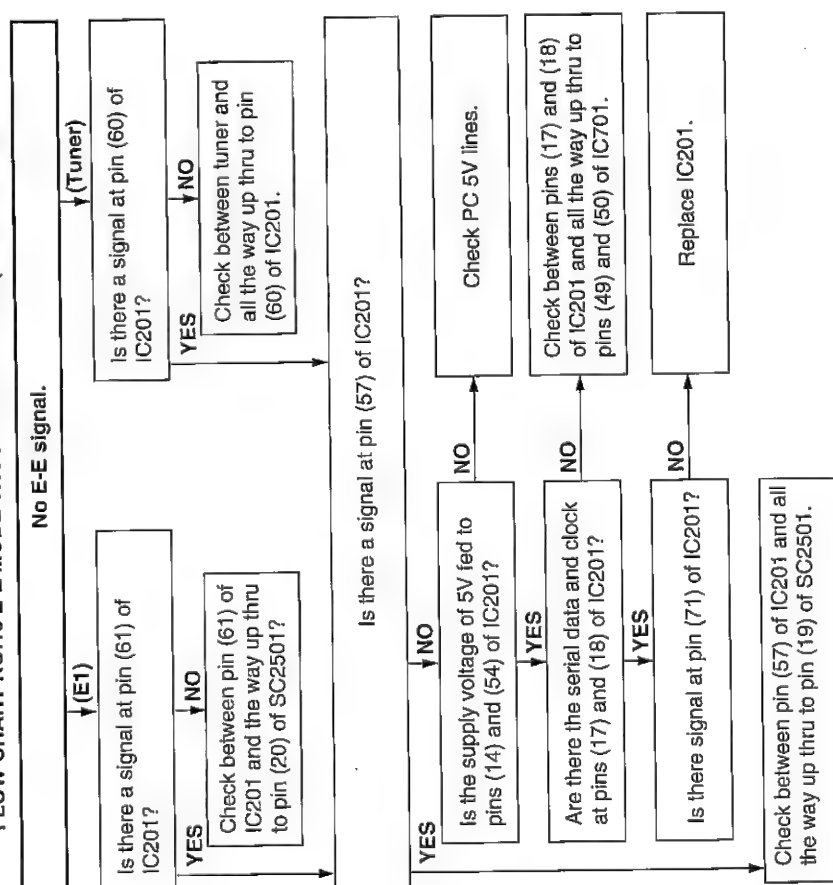 FLOW CHART NO.
No E-E signal.
(E1)
(Tuner)
Is there a signal at pin (61) of
IC201?
Is there a signal at pin (60) of
IC201?
YES
NO
YES
NO
Check between pin (61) of
IC201 and the way up thru
to pin (20) of SC2501?
Check between tuner and
all the way up thru to pin
(60) of IC201.
Is there a signal at pin (57) of IC201?
YES
NO
Is the supply voltage of 5V fed to
pins (14) and (54) of IC201?
NO
Check PC 5V lines.
YES
Are there the serial data and clock
at pins (17) and (18) of IC201?
NO
Check between pins (17) and (18)
of IC201 and all the way up thru to
pins (49) and (50) of IC701.
YES
Is there signal at pin (71) of IC201?
NO
Replace IC201.
Check between pin (57) of IC201 and all
the way up thru to pin (19) of SC2501.